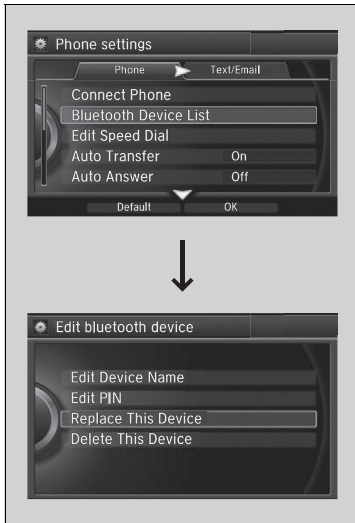 Phone settings
Phone Text/Email
Connect Phone
Bluetooth Device List
Edit Speed Dial
Auto Transfer On
Auto Answer Off
Default OK
Edit bluetooth device
Edit Device Name
Edit PIN
Replace This Device
Delete This Device